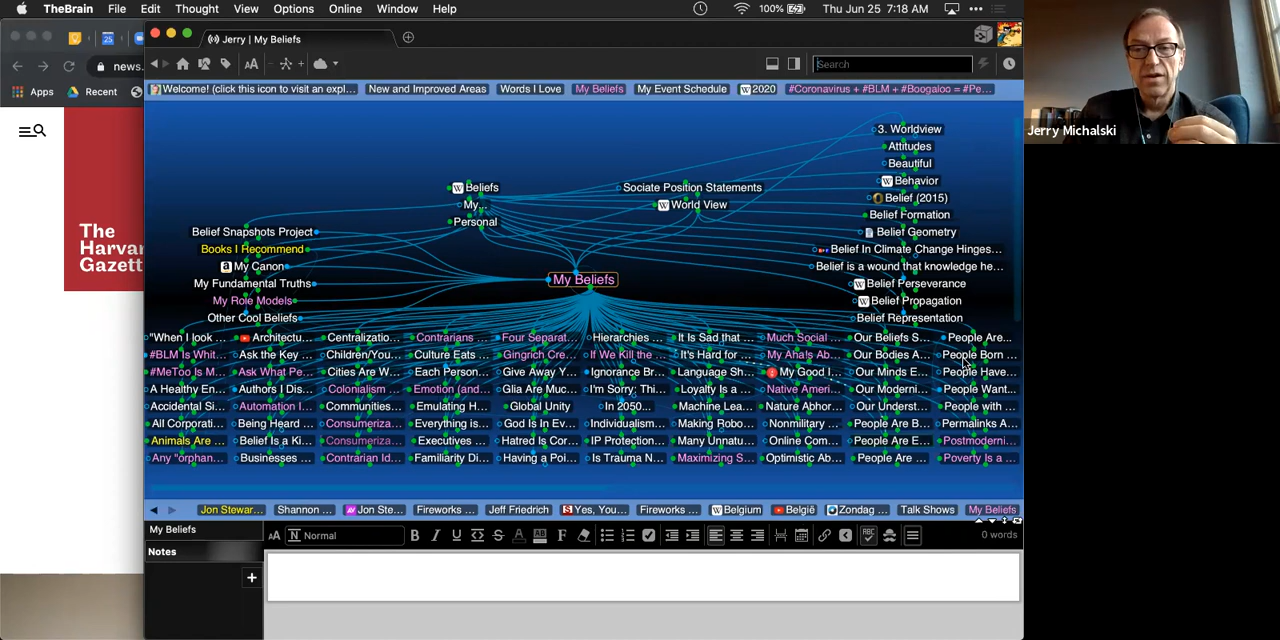 TheBrain File Edit Thought View Options Online Window Help 100% Thu Jun 25 7:18 AM
Jerry | My Beliefs
news.
Search
Apps Recent
Welcome! (click this icon to visit an expl... New and Improved Areas Words I Love My Beliefs My Event Schedule 2020 #Coronavirus + #BLM + #Boogaloo = #Pe...
Jerry Michalski
The
Harvar
Gazett
3. Worldview
Attitudes
Beautiful
Behavior
Belief (2015)
Belief Formation
Belief Geometry
Belief In Climate Change Hinges...
Belief is a wound that knowledge he...
Belief Perseverance
Belief Propagation
Belief Representation
Beliefs
My...
Personal
Sociate Position Statements
World View
Belief Snapshots Project
Books I Recommend
My Canon
My Fundamental Truths
My Role Models
Other Cool Beliefs
My Beliefs
"When I look ... Architectu... Centralizatio... Contrarians ... Four Separat... Hierarchies ... It Is Sad that ... Much Social ... Our Beliefs S... People Are...
#BLM Is Whit... Ask the Key ... Children/You... Culture Eats ... Gingrich Cre... If We Kill the ... It's Hard for ... My Aha!s Ab... Our Bodies A... People Born ...
#MeToo Is M... Ask What Pe... Cities Are W... Each Person... Give Away Y... Ignorance Br... Language Sh... My Good I... Our Minds E... People Have...
A Healthy En... Authors I Dis... Colonialism ... Emotion (and... Glia Are Muc... I'm Sorry, Thi... Loyalty Is a ... Native Ameri... Our Moderni... People Want...
Accidental Si... Automation I... Communities... Emulating H... Global Unity In 2050... Machine Lea... Nature Abhor... Our Underst... People with ...
All Corporati... Being Heard ... Consumeriza... Everything is... God Is In Ev... Individualism... Making Robo... Nonmilitary ... People Are B... Permalinks A...
Animals Are ... Belief Is a Ki... Consumeriza... Executives ... Hatred Is Cor... IP Protection... Many Unnatu... Online Com... People Are E... Postmoderni...
Any "orphan... Businesses ... Contrarian Id... Familiarity Di... Having a Poi... Is Trauma N... Maximizing S... Optimistic Ab... People Are ... Poverty Is a ...
Jon Stewar... Shannon ... Jon Ste... Fireworks ... Jeff Friedrich Yes, You... Fireworks ... Belgium België Zondag ... Talk Shows My Beliefs
My Beliefs
Normal
0 words
Notes